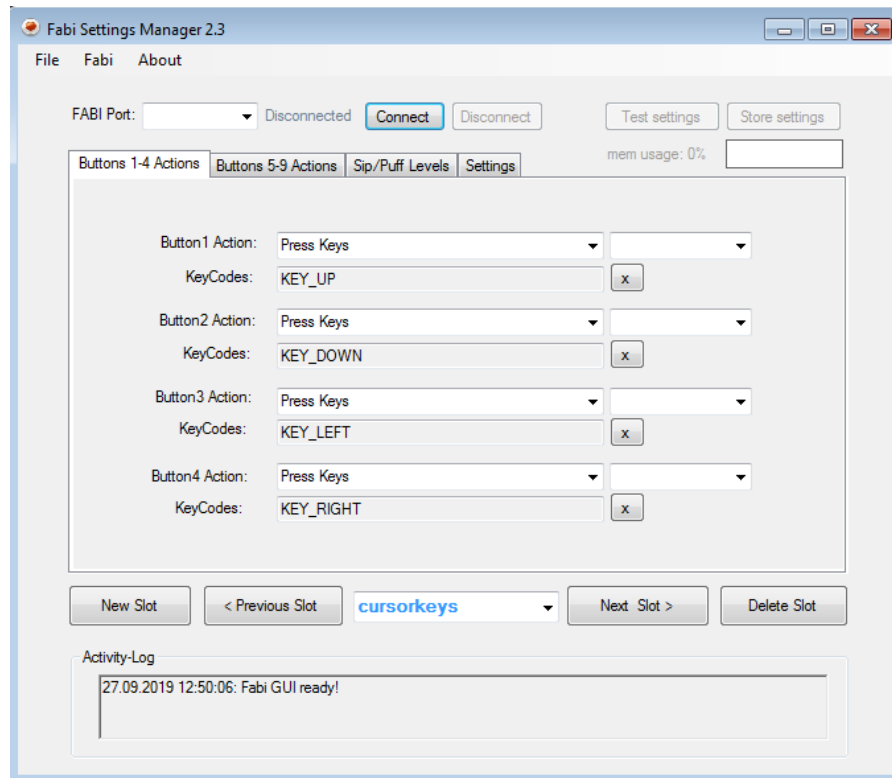 Fabi Settings Manager 2.3
File Fabi About
FABI Port: Disconnected Connect Disconnect Test settings Store settings
mem usage: 0%
Buttons 1-4 Actions Buttons 5-9 Actions Sip/Puff Levels Settings
Button1 Action: Press Keys
KeyCodes: KEY_UP x
Button2 Action: Press Keys
KeyCodes: KEY_DOWN x
Button3 Action: Press Keys
KeyCodes: KEY_LEFT x
Button4 Action: Press Keys
KeyCodes: KEY_RIGHT x
New Slot < Previous Slot cursorkeys Next Slot > Delete Slot
Activity-Log
27.09.2019 12:50:06: Fabi GUI ready!